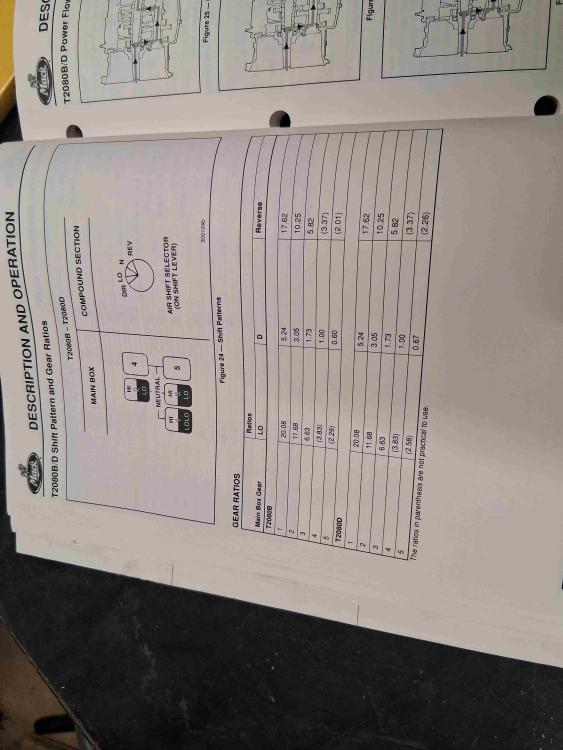 Mack
DESCRIPTION AND OPERATION
T2080B/D Shift Pattern and Gear Ratios
T2080B – T2080D
MAIN BOX
COMPOUND SECTION
HI
LO
4
NEUTRAL
HI
LOLO
HI
LO
5
DIR
LO
N
REV
AIR SHIFT SELECTOR
(ON SHIFT LEVER)
300124b
Figure 24 — Shift Patterns
GEAR RATIOS
Ratios
Main Box Gear LO D Reverse
T2080B
1 20.08 5.24 17.62
2 11.68 3.05 10.25
3 6.63 1.73 5.82
4 (3.83) 1.00 (3.37)
5 (2.29) 0.60 (2.01)
T2080D
1 20.08 5.24 17.62
2 11.68 3.05 10.25
3 6.63 1.73 5.82
4 (3.83) 1.00 (3.37)
5 (2.58) 0.67 (2.26)
The ratios in parenthesis are not practical to use.
Mack
DESC
T2080B/D Power Flow
Figure 25 —
Figure